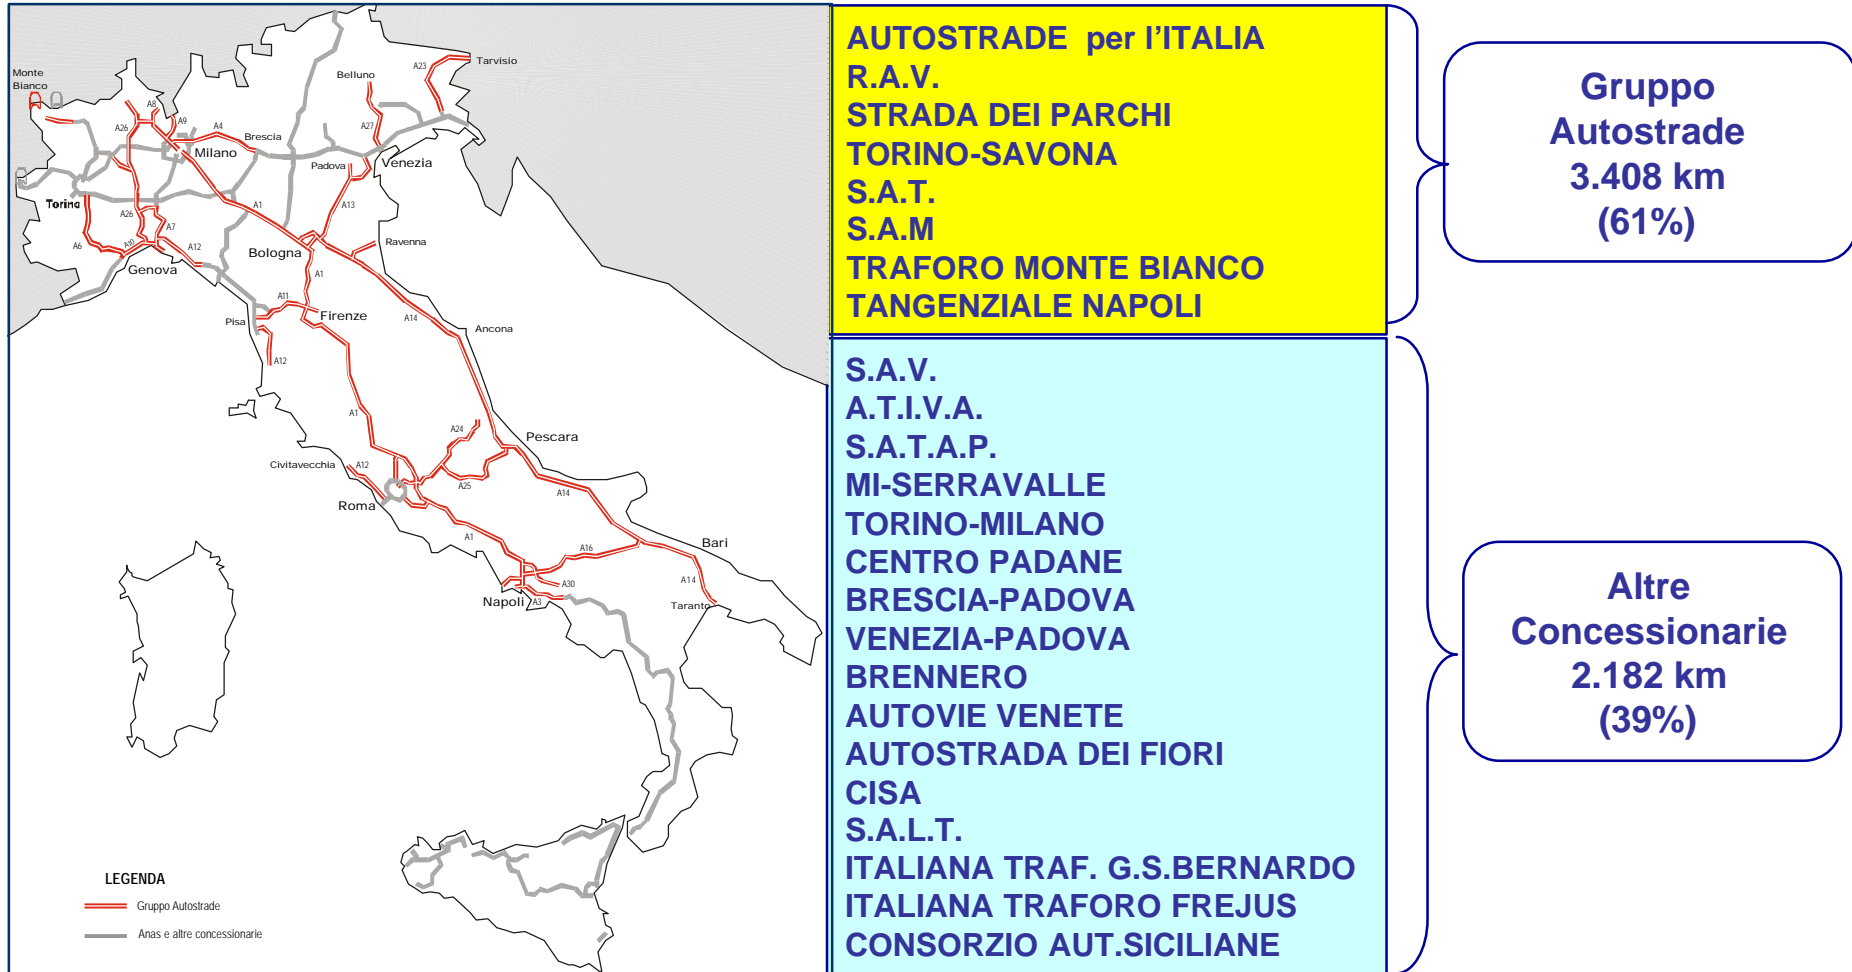 Monte
Bianco
A8
A9
A26
A4
Brescia
Milano
Belluno
A23
Tarvisio
A27
Padova
Venezia
Torino
A26
A7
A6
A10
A12
Genova
A1
A13
Bologna
Ravenna
A1
A11
Firenze
Pisa
A12
A14
Ancona
A1
A24
Pescara
Civitavecchia
A12
A25
Roma
A14
A1
A16
Bari
A30
Napoli
A3
A14
Taranto
LEGENDA
Gruppo Autostrade
Anas e altre concessionarie
AUTOSTRADE per l'ITALIA
R.A.V.
STRADA DEI PARCHI
TORINO-SAVONA
S.A.T.
S.A.M
TRAFORO MONTE BIANCO
TANGENZIALE NAPOLI
Gruppo
Autostrade
3.408 km
(61%)
S.A.V.
A.T.I.V.A.
S.A.T.A.P.
MI-SERRAVALLE
TORINO-MILANO
CENTRO PADANE
BRESCIA-PADOVA
VENEZIA-PADOVA
BRENNERO
AUTOVIE VENETE
AUTOSTRADA DEI FIORI
CISA
S.A.L.T.
ITALIANA TRAF. G.S.BERNARDO
ITALIANA TRAFORO FREJUS
CONSORZIO AUT.SICILIANE
Altre
Concessionarie
2.182 km
(39%)